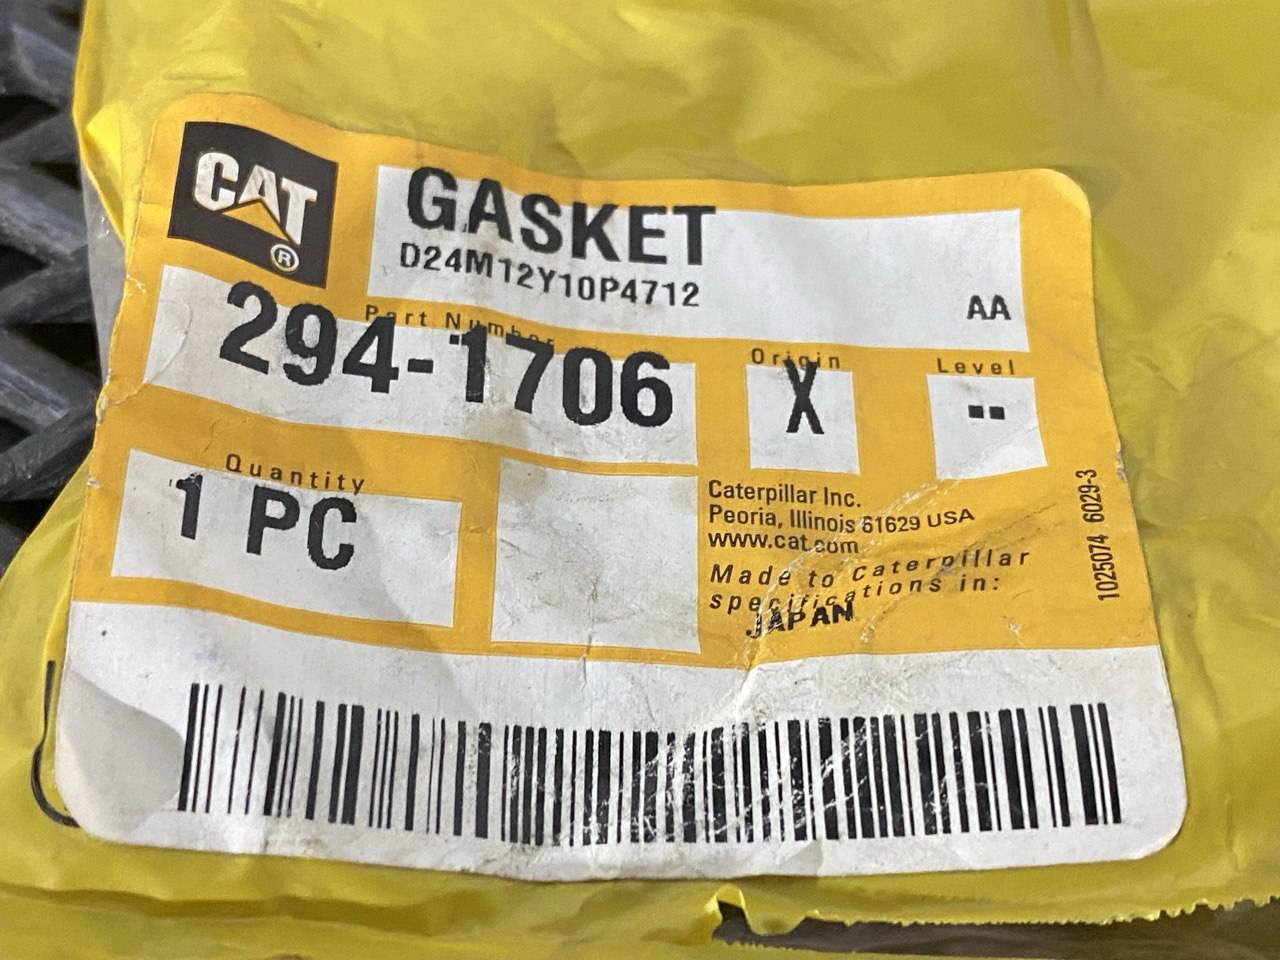 CAT
®
GASKET
D24M12Y10P4712
AA
Part Number
294-1706
Origin
X
Level
--
Quantity
1 PC
Caterpillar Inc.
Peoria, Illinois 61629 USA
www.cat.com
Made to Caterpillar
specifications in:
JAPAN
1025074 6029-3